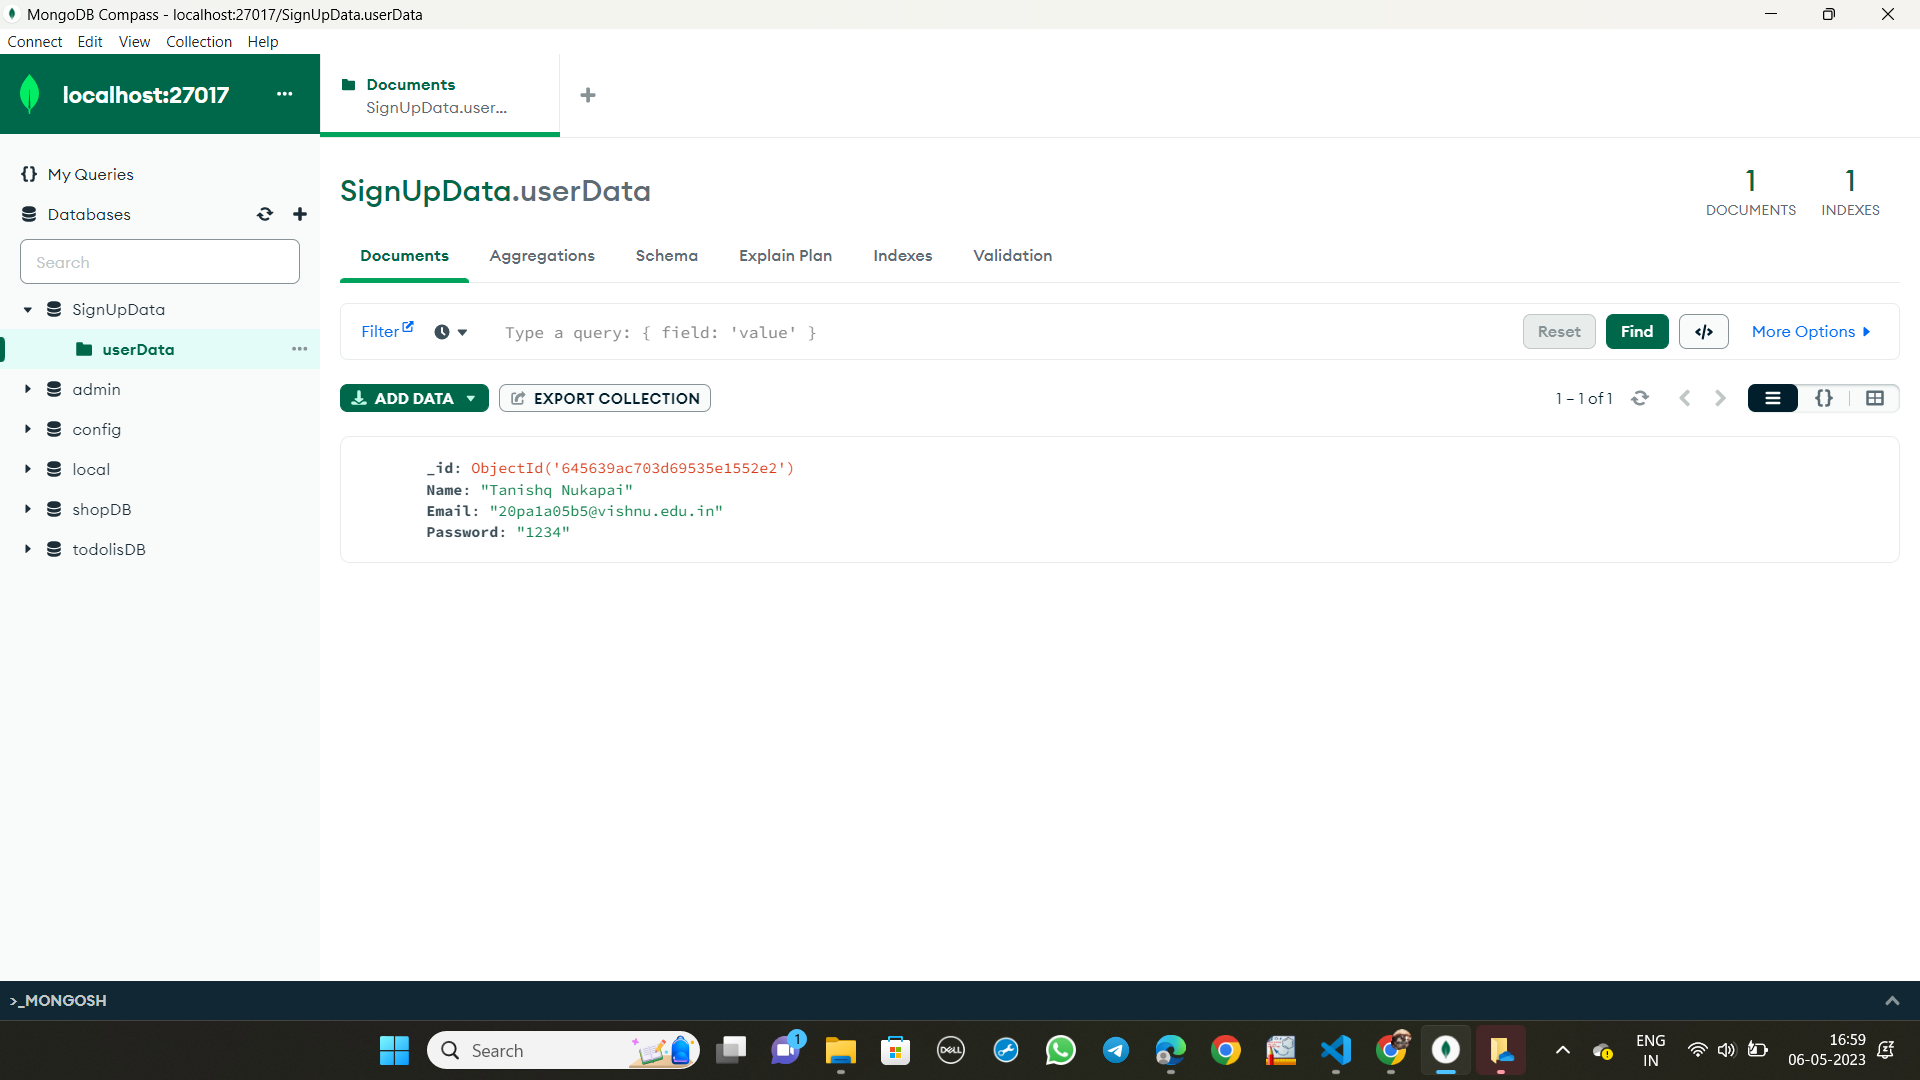 MongoDB Compass - localhost:27017/SignUpData.userData
Connect Edit View Collection Help
localhost:27017 ...
Documents
SignUpData.user...
{} My Queries
Databases
Search
SignUpData
userData
admin
config
local
shopDB
todolisDB
SignUpData.userData
1
DOCUMENTS
1
INDEXES
Documents Aggregations Schema Explain Plan Indexes Validation
Filter Type a query: { field: 'value' } Reset Find </> More Options
ADD DATA EXPORT COLLECTION 1 – 1 of 1 {}
_id: ObjectId('645639ac703d69535e1552e2')
Name: "Tanishq Nukapai"
Email: "20pa1a05b5@vishnu.edu.in"
Password: "1234"
>_MONGOSH
Search
1
DELL
ENG
IN
16:59
06-05-2023